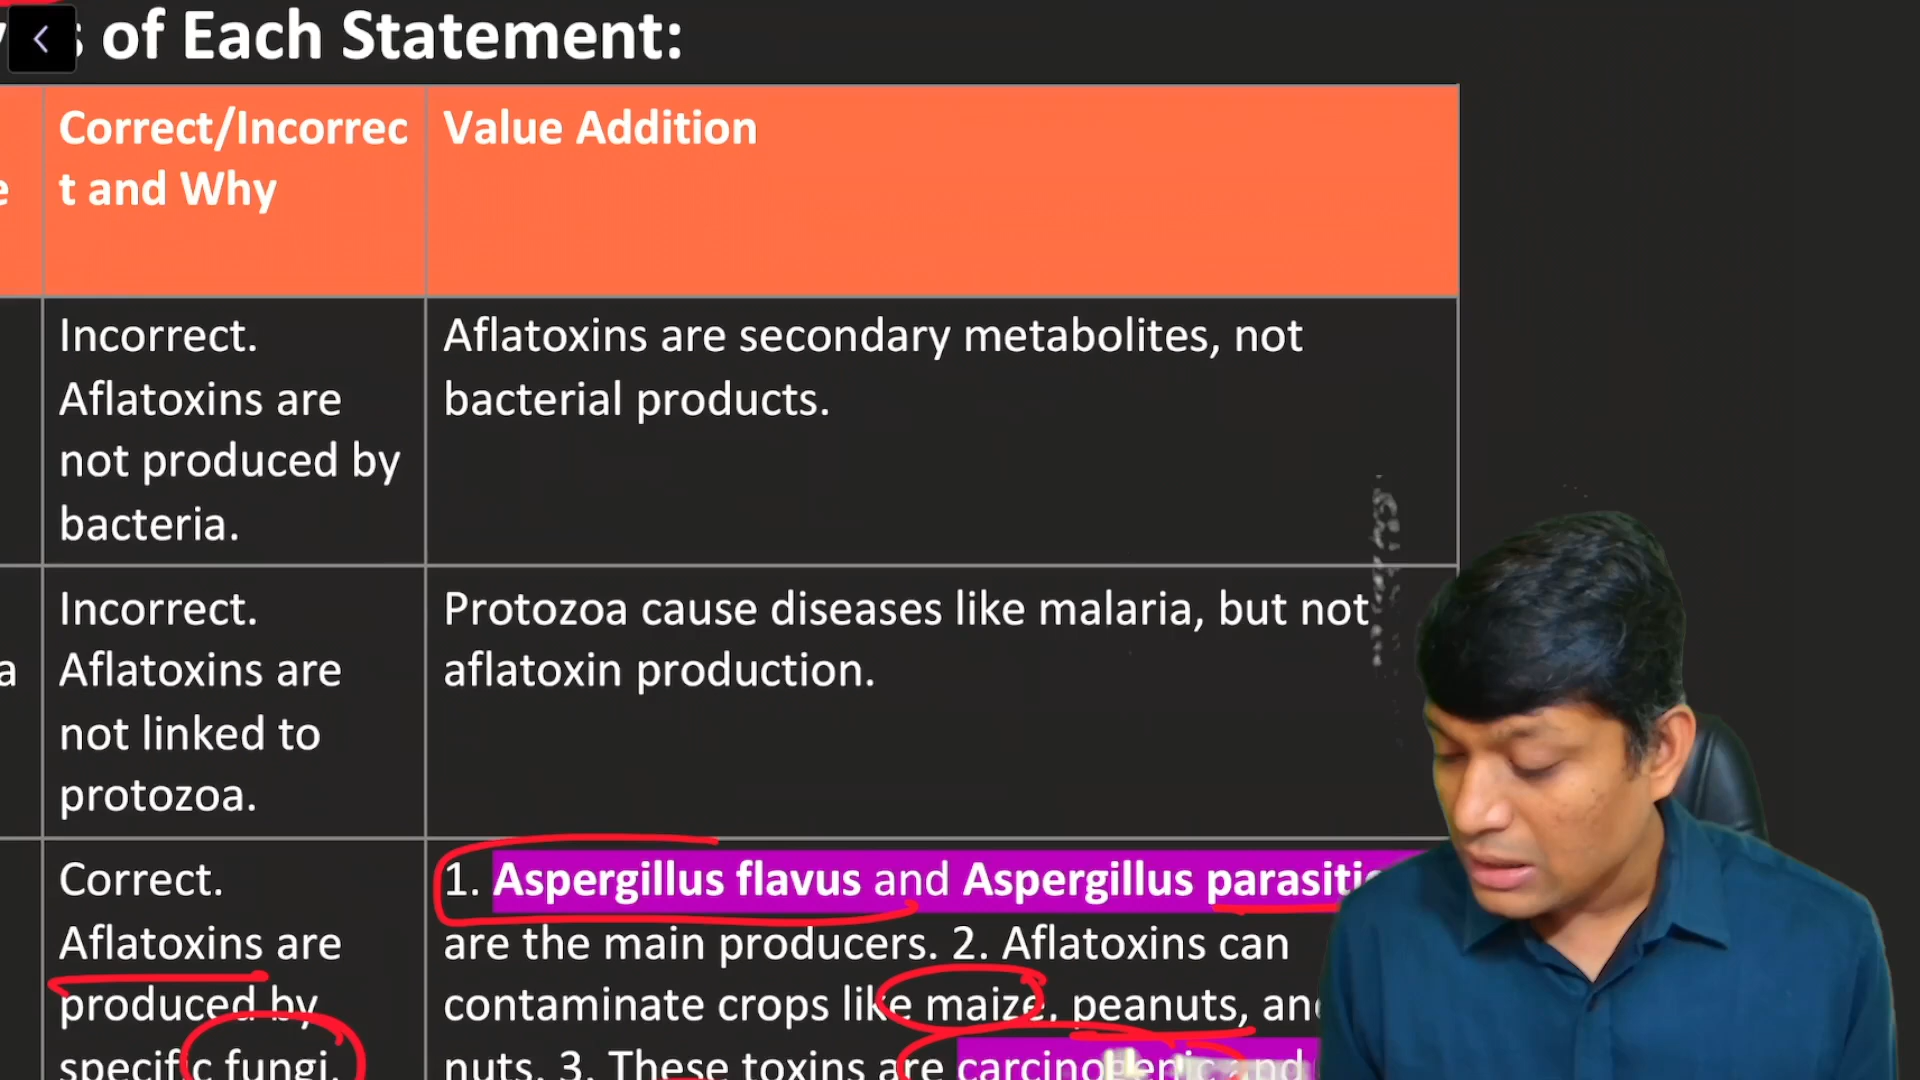 of Each Statement:
Correct/Incorrec
t and Why
Value Addition
Incorrect.
Aflatoxins are
not produced by
bacteria.
Aflatoxins are secondary metabolites, not
bacterial products.
a
Incorrect.
Aflatoxins are
not linked to
protozoa.
Protozoa cause diseases like malaria, but not
aflatoxin production.
Correct.
Aflatoxins are
produced by
specific fungi.
1. Aspergillus flavus and Aspergillus
are the main producers. 2. Aflatoxins can
contaminate crops like maize, peanuts,
nuts. 3. These toxins are carcinogenic and